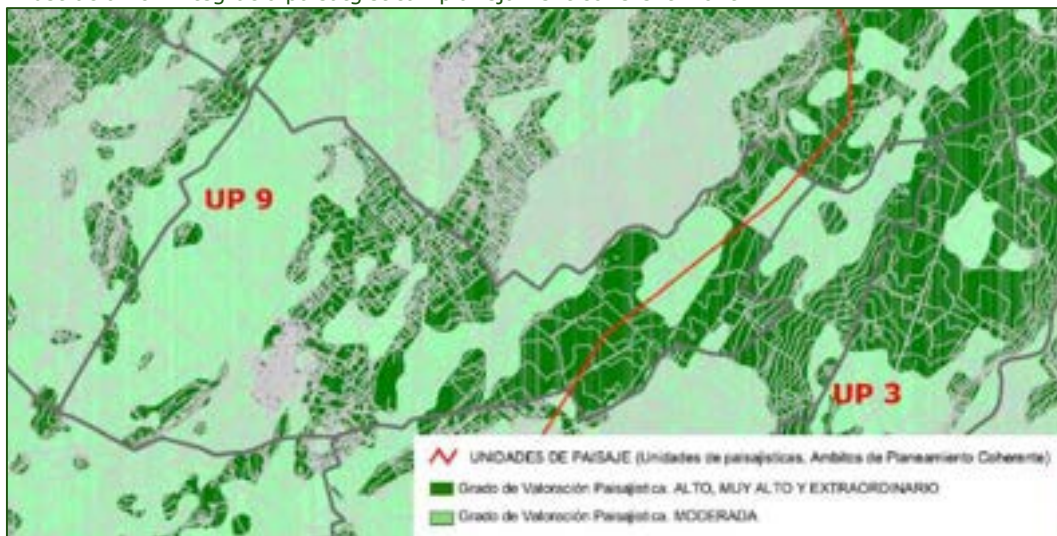 UP 9
UP 3
UNIDADES DE PAISAJE (Unidades de paisajísticas. Ambitos de Planeamiento Coherente)
Grado de Valoración Paisajística: ALTO, MUY ALTO Y EXTRAORDINARIO
Grado de Valoración Paisajística: MODERADA